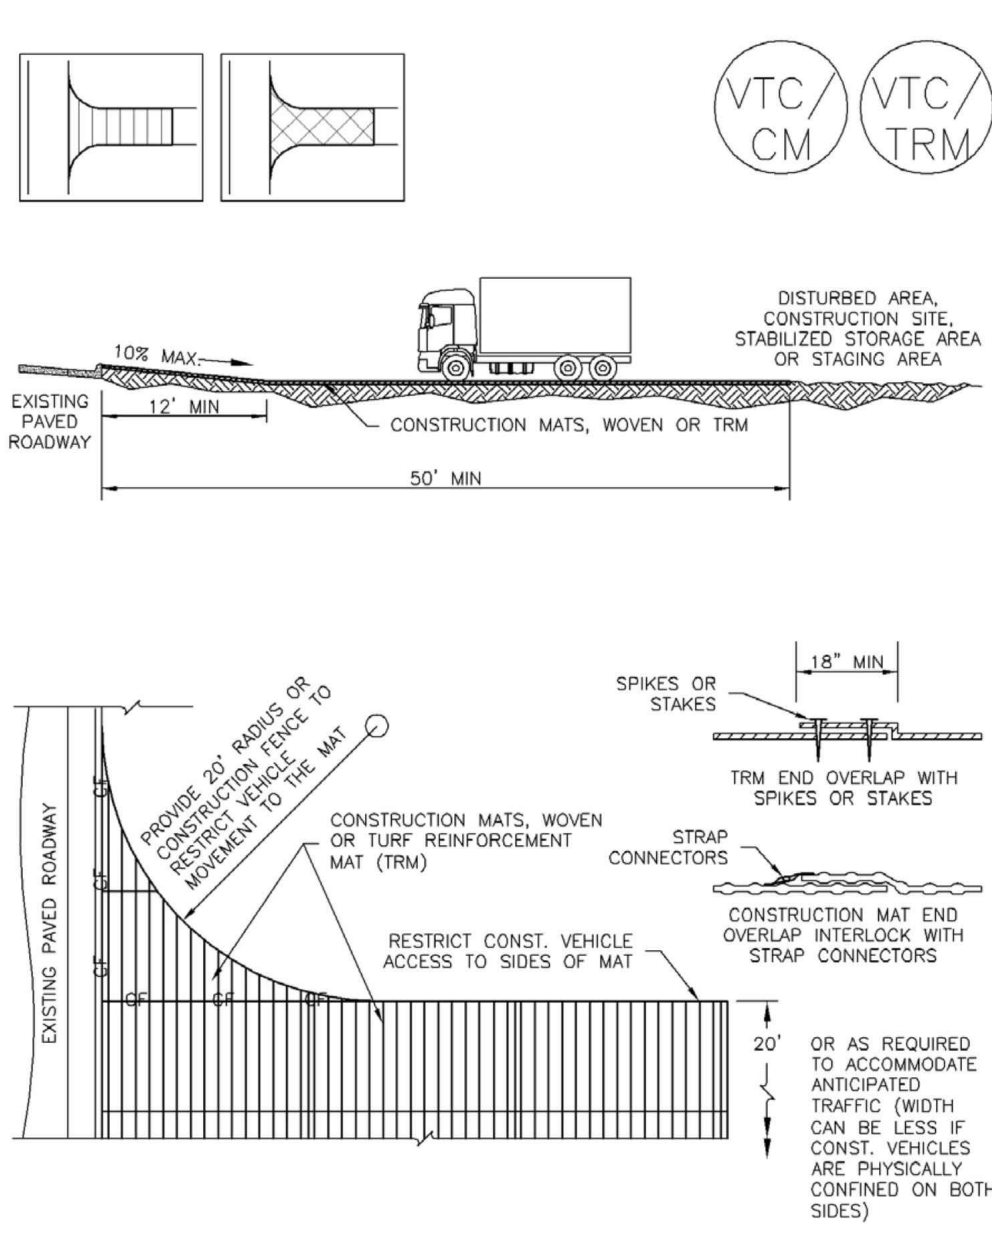 VTC/
CM
VTC/
TRM
DISTURBED AREA,
CONSTRUCTION SITE,
STABILIZED STORAGE AREA
OR STAGING AREA
10% MAX.
EXISTING
PAVED
ROADWAY
12' MIN
CONSTRUCTION MATS, WOVEN OR TRM
50' MIN
PROVIDE 20' RADIUS OR
CONSTRUCTION FENCE TO
RESTRICT VEHICLE
MOVEMENT TO THE MAT
18" MIN
SPIKES OR
STAKES
TRM END OVERLAP WITH
SPIKES OR STAKES
CONSTRUCTION MATS, WOVEN
OR TURF REINFORCEMENT
MAT (TRM)
STRAP
CONNECTORS
CONSTRUCTION MAT END
OVERLAP INTERLOCK WITH
STRAP CONNECTORS
RESTRICT CONST. VEHICLE
ACCESS TO SIDES OF MAT
EXISTING PAVED ROADWAY
CF
CF
CF
CF
CF
CF
20'
OR AS REQUIRED
TO ACCOMMODATE
ANTICIPATED
TRAFFIC (WIDTH
CAN BE LESS IF
CONST. VEHICLES
ARE PHYSICALLY
CONFINED ON BOTH
SIDES)